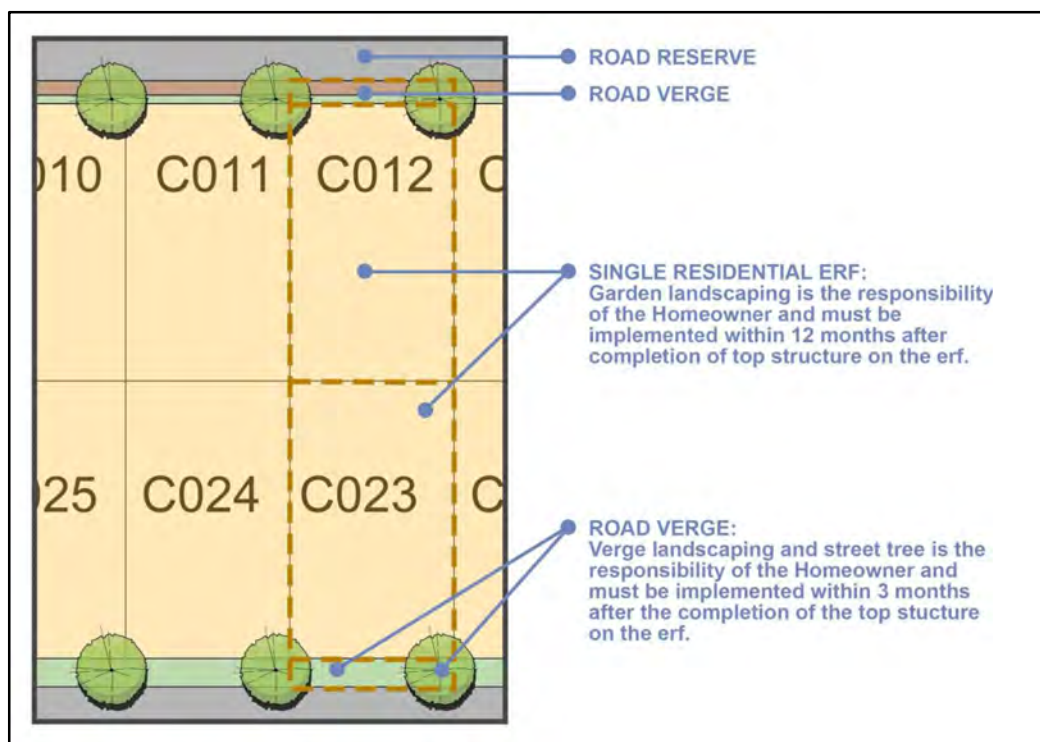 ROAD RESERVE
ROAD VERGE
010 C011 C012 C
SINGLE RESIDENTIAL ERF:
Garden landscaping is the responsibility
of the Homeowner and must be
implemented within 12 months after
completion of top structure on the erf.
025 C024 C023 C
ROAD VERGE:
Verge landscaping and street tree is the
responsibility of the Homeowner and
must be implemented within 3 months
after the completion of the top stucture
on the erf.